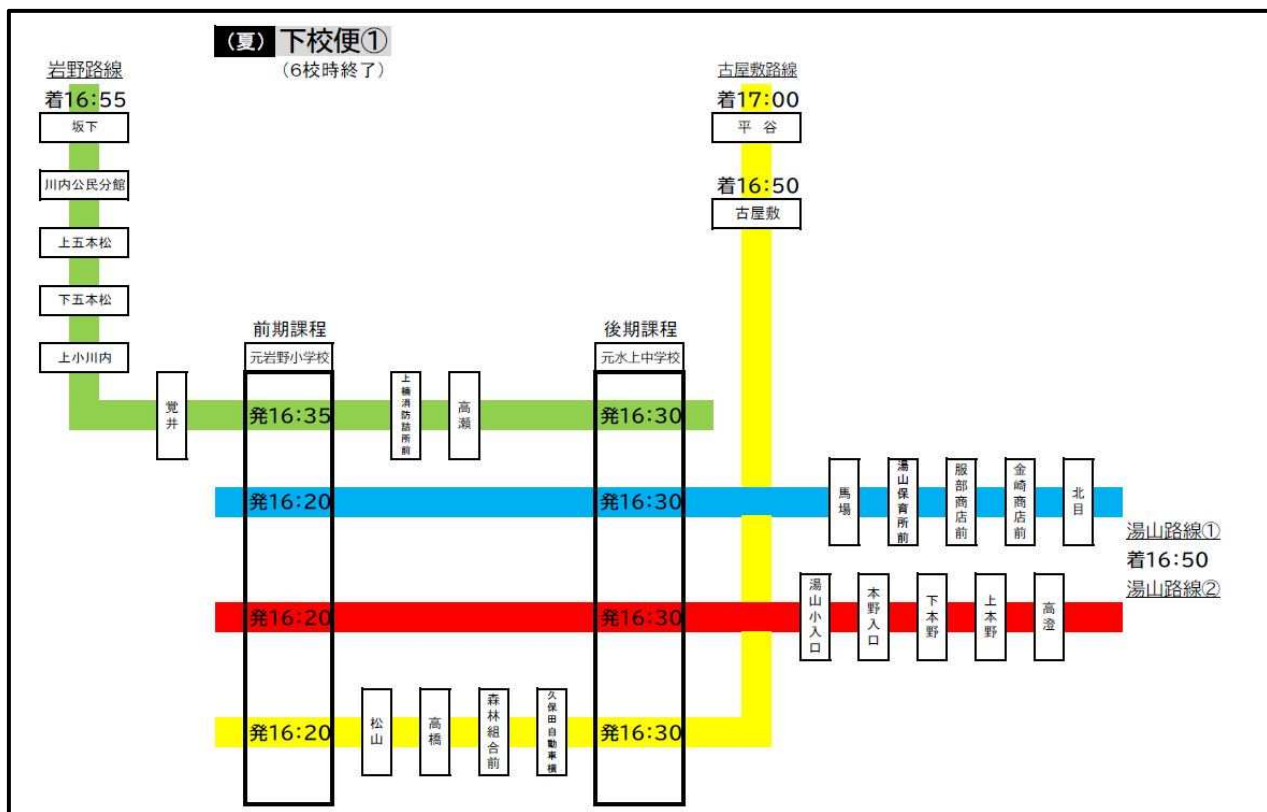 （夏） 下校便①
（6校時終了）
岩野路線
着16:55
坂下
川内公民分館
上五本松
下五本松
上小川内
古屋敷路線
着17:00
平　谷
着16:50
古屋敷
前期課程
元岩野小学校
後期課程
元水上中学校
覚井
発16:35
上楠消防詰所前
高瀬
発16:30
発16:20
発16:30
馬場
湯山保育所前
服部商店前
金崎商店前
北目
湯山路線①
着16:50
湯山路線②
発16:20
発16:30
湯山小入口
本野入口
下本野
上本野
高澄
発16:20
松山
高橋
森林組合前
久保田自動車横
発16:30